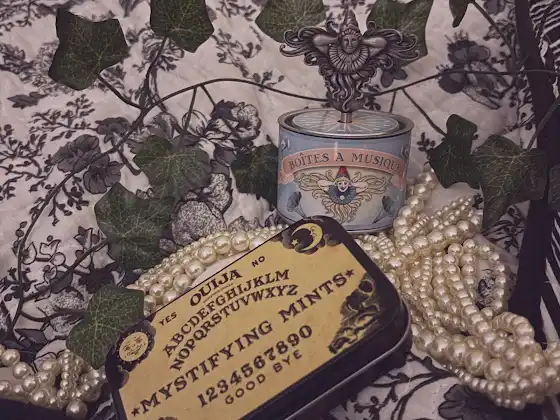 BOÎTES A MUSIQUE
YES
OUIJA
NO
ABCDEFGHIJKLM
NOPQRSTUVWXYZ
★MYSTIFYING MINTS★
1234567890
GOOD BYE